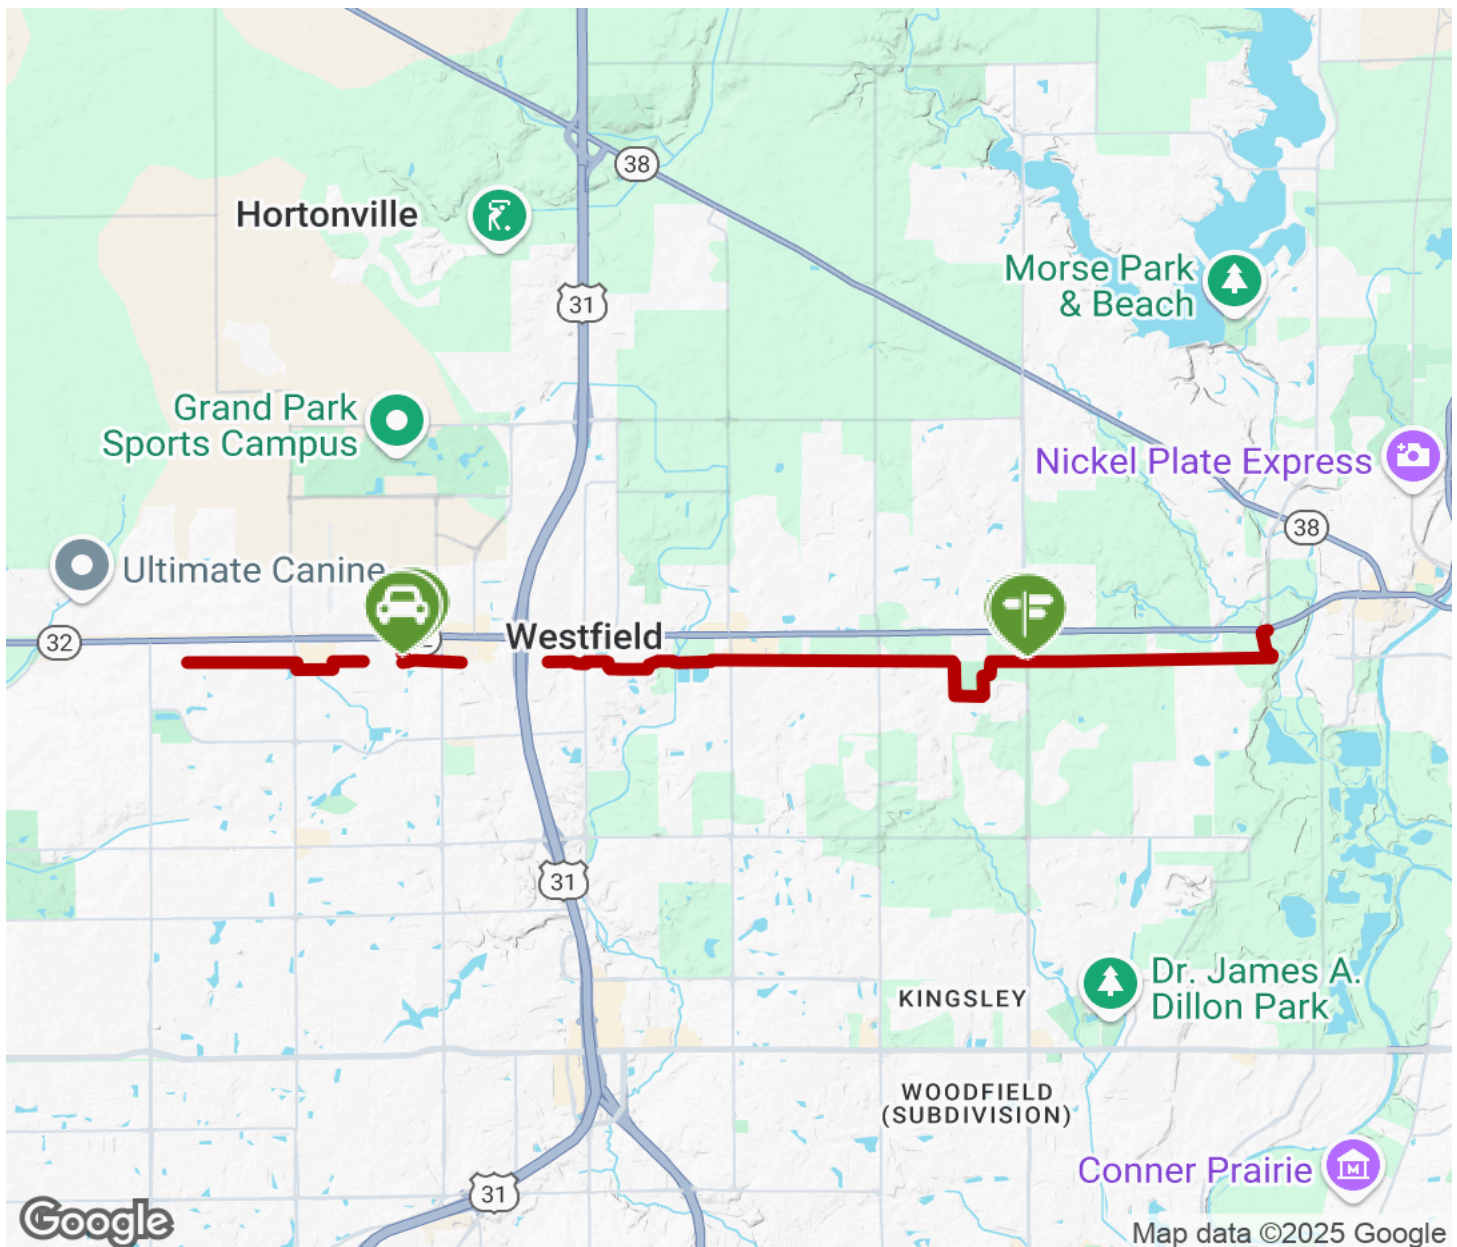 38
Hortonville
31
Morse Park
& Beach
Grand Park
Sports Campus
Nickel Plate Express
38
Ultimate Canine
32
Westfield
31
KINGSLEY
Dr. James A.
Dillon Park
WOODFIELD
(SUBDIVISION)
Conner Prairie
31
Google
Map data ©2025 Google